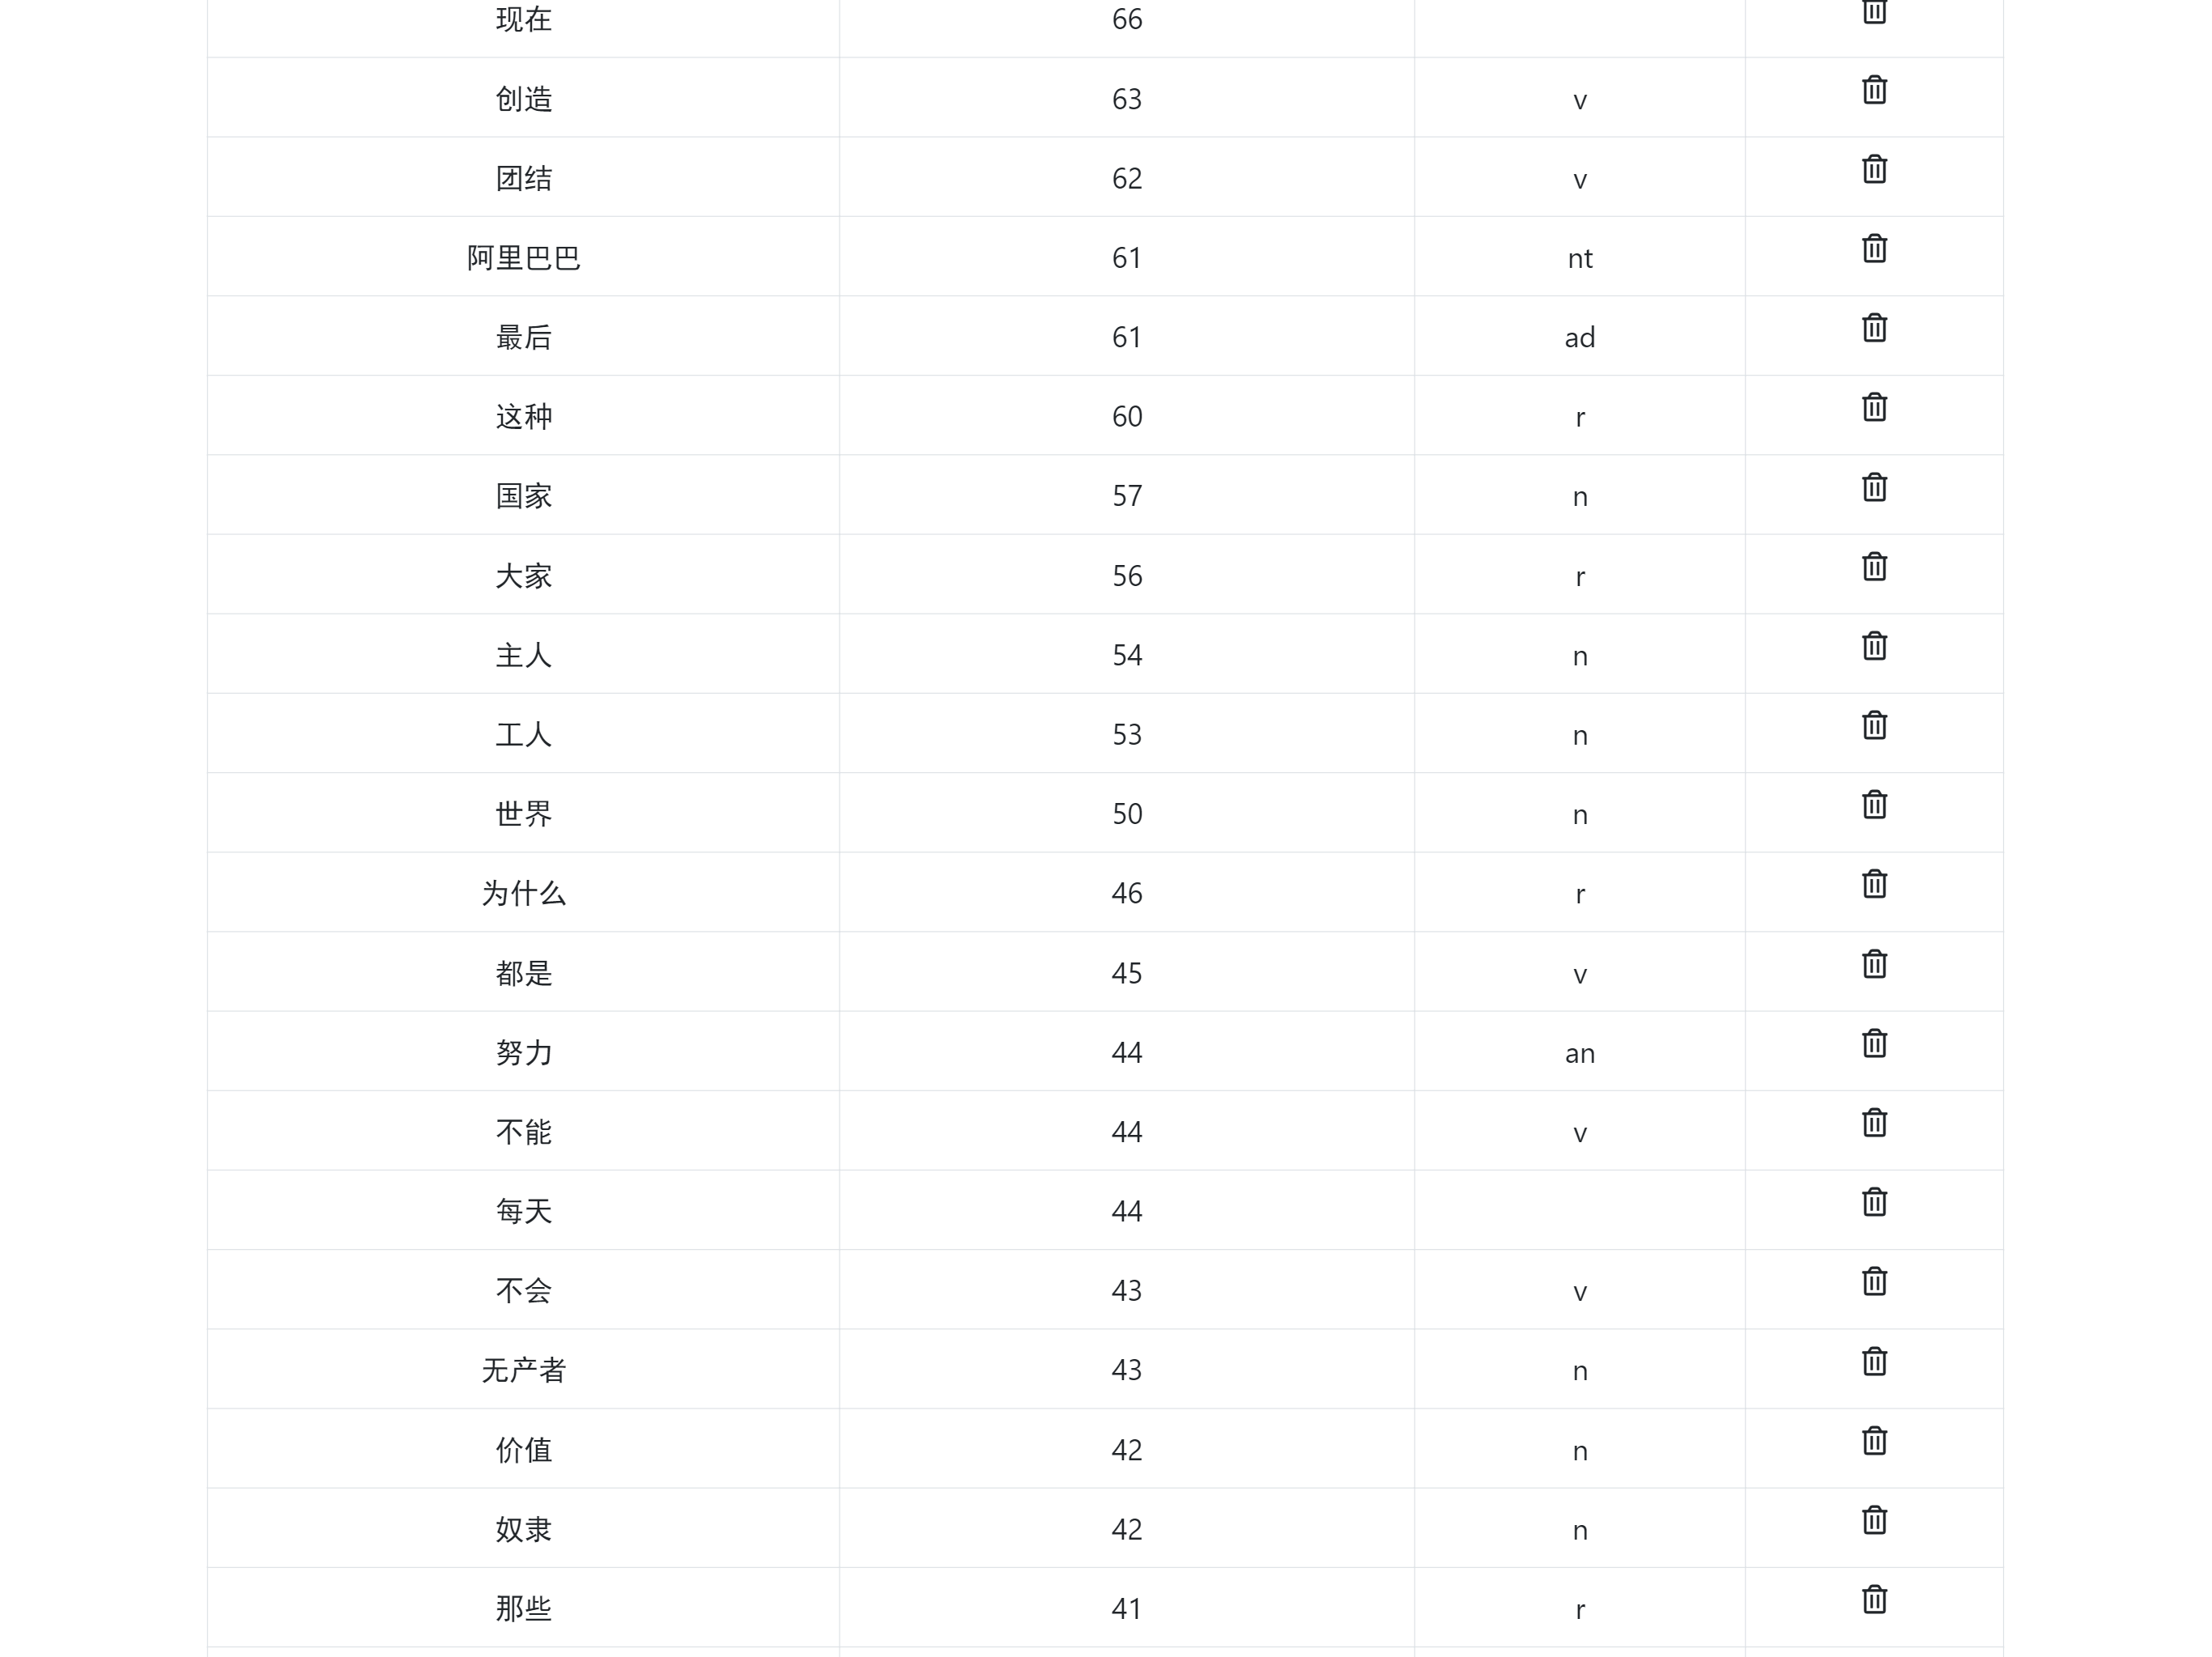 现在 66
创造 63 v
团结 62 v
阿里巴巴 61 nt
最后 61 ad
这种 60 r
国家 57 n
大家 56 r
主人 54 n
工人 53 n
世界 50 n
为什么 46 r
都是 45 v
努力 44 an
不能 44 v
每天 44
不会 43 v
无产者 43 n
价值 42 n
奴隶 42 n
那些 41 r